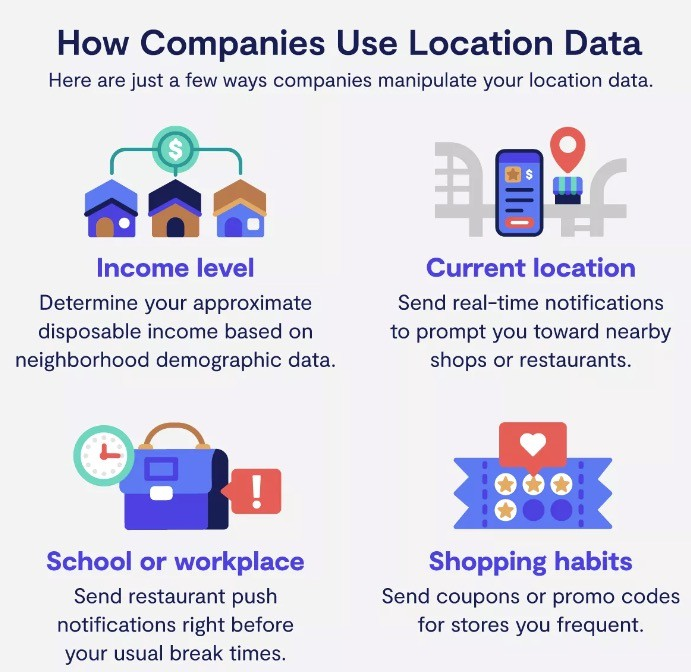 How Companies Use Location Data
Here are just a few ways companies manipulate your location data.
$
$
Income level
Determine your approximate
disposable income based on
neighborhood demographic data.
Current location
Send real-time notifications
to prompt you toward nearby
shops or restaurants.
!
School or workplace
Send restaurant push
notifications right before
your usual break times.
Shopping habits
Send coupons or promo codes
for stores you frequent.